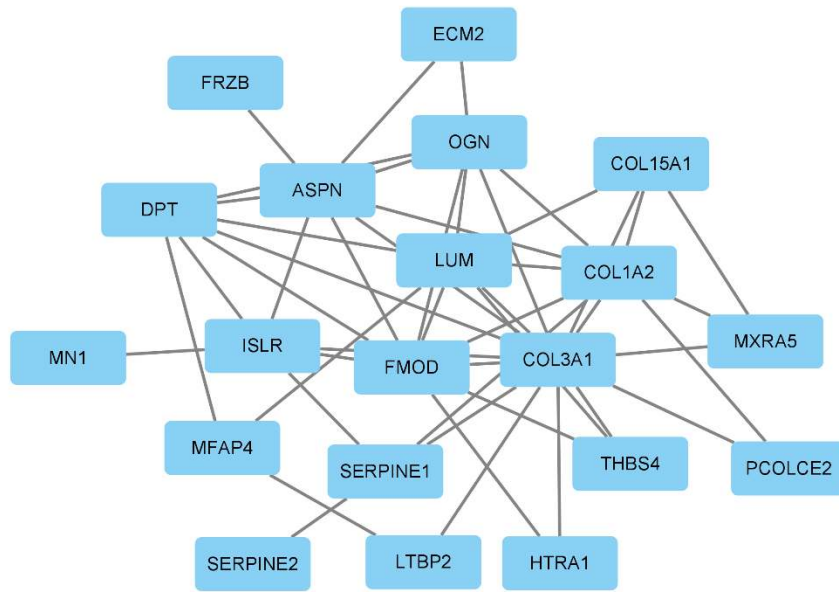 ECM2
FRZB
OGN
COL15A1
ASPN
DPT
LUM
COL1A2
MN1
ISLR
FMOD
COL3A1
MXRA5
MFAP4
SERPINE1
THBS4
PCOLCE2
SERPINE2
LTBP2
HTRA1